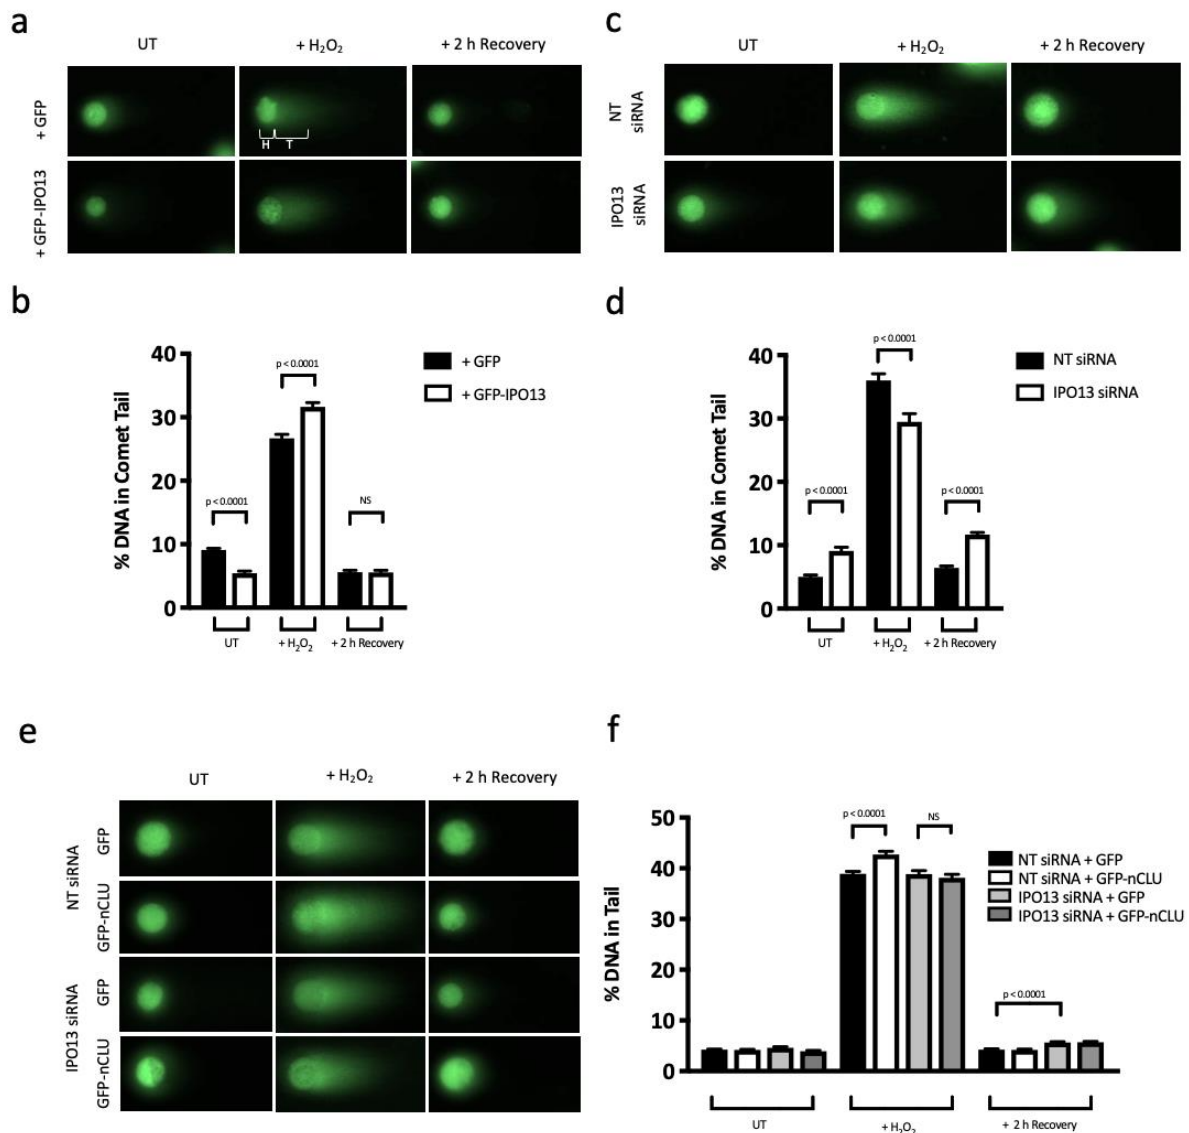 a
UT
+ H₂O₂
+ 2 h Recovery
+ GFP
H T
+ GFP-IPO13
c
UT
+ H₂O₂
+ 2 h Recovery
NT
siRNA
IPO13
siRNA
b
40
30
20
10
0
% DNA in Comet Tail
p < 0.0001
p < 0.0001
NS
UT
+ H₂O₂
+ 2 h Recovery
+ GFP
+ GFP-IPO13
d
40
30
20
10
0
% DNA in Comet Tail
p < 0.0001
p < 0.0001
p < 0.0001
UT
+ H₂O₂
+ 2 h Recovery
NT siRNA
IPO13 siRNA
e
UT
+ H₂O₂
+ 2 h Recovery
NT siRNA
GFP
GFP-nCLU
IPO13 siRNA
GFP
GFP-nCLU
f
50
40
30
20
10
0
% DNA in Tail
p < 0.0001
NS
p < 0.0001
UT
+ H₂O₂
+ 2 h Recovery
NT siRNA + GFP
NT siRNA + GFP-nCLU
IPO13 siRNA + GFP
IPO13 siRNA + GFP-nCLU